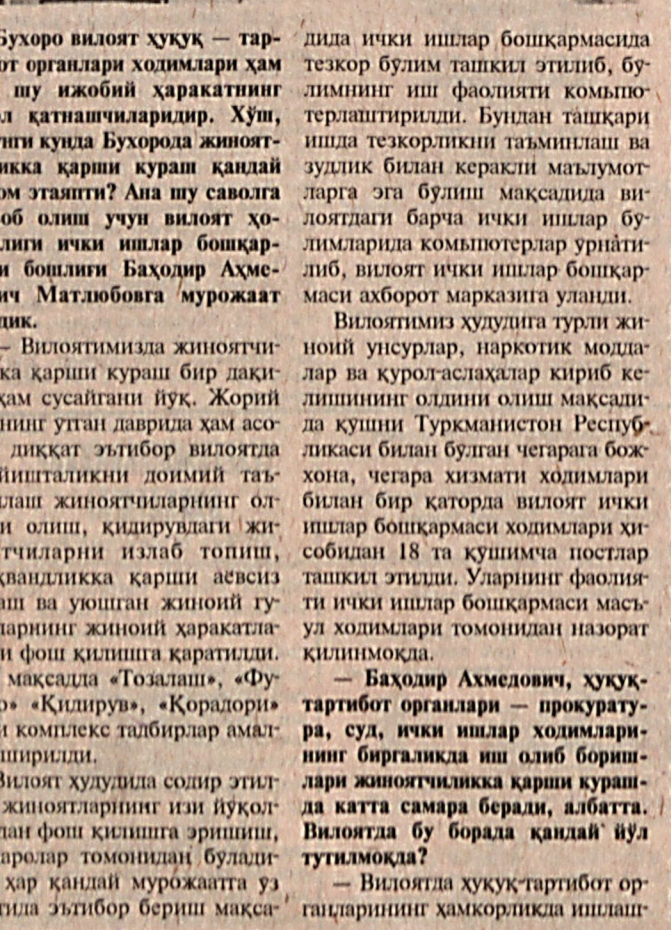 Бухоро вилоят ҳуқуқ — тар-
от органлари ходимлари ҳам
шу ижобий ҳаракатнинг
л қатнашчиларидир. Хўш,
нги кунда Бухорода жиноят-
икка қарши кураш қандай
ом этаяпти? Ана шу саволга
об олиш учун вилоят ҳо-
лиги ички ишлар бошқар-
и бошлиғи Баҳодир Аҳме-
ич Матлюбовга мурожаат
дик.
— Вилоятимизда жиноятчи-
ка қарши кураш бир дақи-
ҳам сусайгани йўқ. Жорий
нинг ўтган даврида ҳам асо-
диққат эътибор вилоятда
йишталикни доимий таъ-
лаш жиноятчиларнинг ол-
и олиш, қидирувдаги жи-
тчиларни излаб топиш,
ҳвандликка қарши аёвсиз
аш ва уюшган жиноий гу-
ларнинг жиноий ҳаракатла-
и фош қилишга қаратилди.
мақсадда «Тозалаш», «Фу-
о» «Қидирув», «Қорадори»
и комплекс тадбирлар амал-
ширилди.
Вилоят ҳудудида содир этил-
жиноятларнинг изи йўқол-
дан фош қилишга эришиш,
аролар томонидан бўлади-
ҳар қандай мурожаатга ўз
тида эътибор бериш мақса-
дида ички ишлар бошқармасида
тезкор бўлим ташкил этилиб, бў-
лимнинг иш фаолияти компью-
терлаштирилди. Бундан ташқари
ишда тезкорликни таъминлаш ва
зудлик билан керакли маълумот-
ларга эга бўлиш мақсадида ви-
лоятдаги барча ички ишлар бў-
лимларида компьютерлар ўрнати-
либ, вилоят ички ишлар бошқар-
маси ахборот марказига уланди.
Вилоятимиз ҳудудига турли жи-
ноий унсурлар, наркотик модда-
лар ва қурол-аслаҳалар кириб ке-
лишининг олдини олиш мақсади-
да қўшни Туркманистон Респуб-
ликаси билан бўлган чегарага бож-
хона, чегара хизмати ходимлари
билан бир қаторда вилоят ички
ишлар бошқармаси ходимлари ҳи-
собидан 18 та қўшимча постлар
ташкил этилди. Уларнинг фаолия-
ти ички ишлар бошқармаси масъ-
ул ходимлари томонидан назорат
қилинмоқда.
— Баҳодир Ахмедович, ҳуқуқ-
тартибот органлари — прокурату-
ра, суд, ички ишлар ходимлари-
нинг биргаликда иш олиб бориш-
лари жиноятчиликка қарши кураш-
да катта самара беради, албатта.
Вилоятда бу борада қандай йўл
тутилмоқда?
— Вилоятда ҳуқуқ-тартибот ор-
ганларининг ҳамкорликда ишлаш-